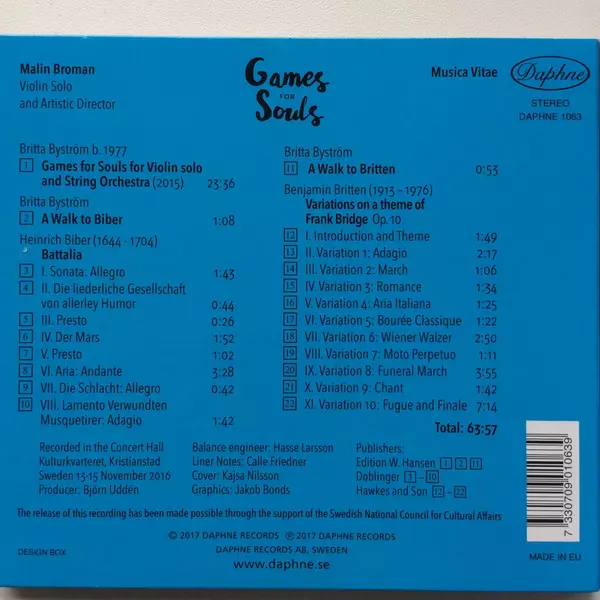 Malin Broman
Violin Solo
and Artistic Director
Games
FOR
Souls
Musica Vitae
Daphne
STEREO
DAPHNE 1063
Britta Byström b. 1977
1 Games for Souls for Violin solo
and String Orchestra (2015) 23:36
Britta Byström
2 A Walk to Biber 1:08
Heinrich Biber (1644 - 1704)
Battalia
3 I. Sonata: Allegro 1:43
4 II. Die liederliche Gesellschaft
von allerley Humor 0:44
5 III. Presto 0:26
6 IV. Der Mars 1:52
7 V. Presto 1:02
8 VI. Aria: Andante 3:28
9 VII. Die Schlacht: Allegro 0:42
10 VIII. Lamento Verwundten
Musquetirer: Adagio 1:42
Britta Byström
11 A Walk to Britten 0:53
Benjamin Britten (1913 – 1976)
Variations on a theme of
Frank Bridge Op. 10
12 I. Introduction and Theme 1:49
13 II. Variation 1: Adagio 2:17
14 III. Variation 2: March 1:06
15 IV. Variation 3: Romance 1:34
16 V. Variation 4: Aria Italiana 1:25
17 VI. Variation 5: Bourée Classique 1:22
18 VII. Variation 6: Wiener Walzer 2:50
19 VIII. Variation 7: Moto Perpetuo 1:11
20 IX. Variation 8: Funeral March 3:55
21 X. Variation 9: Chant 1:42
22 XI. Variation 10: Fugue and Finale 7:14
Total: 63:57
Recorded in the Concert Hall
Kulturkvarteret, Kristianstad
Sweden 13-15 November 2016
Producer: Björn Uddén
Balance engineer: Hasse Larsson
Liner Notes: Calle Friedner
Cover: Kajsa Nilsson
Graphics: Jakob Bonds
Publishers:
Edition W. Hansen 1 2 11
Doblinger 3 – 10
Hawkes and Son 12 – 22
The release of this recording has been made possible through the support of the Swedish National Council for Cultural Affairs
© 2017 DAPHNE RECORDS ℗ 2017 DAPHNE RECORDS
DAPHNE RECORDS AB, SWEDEN
www.daphne.se
DESIGN BOX
7 330709 010639
MADE IN EU